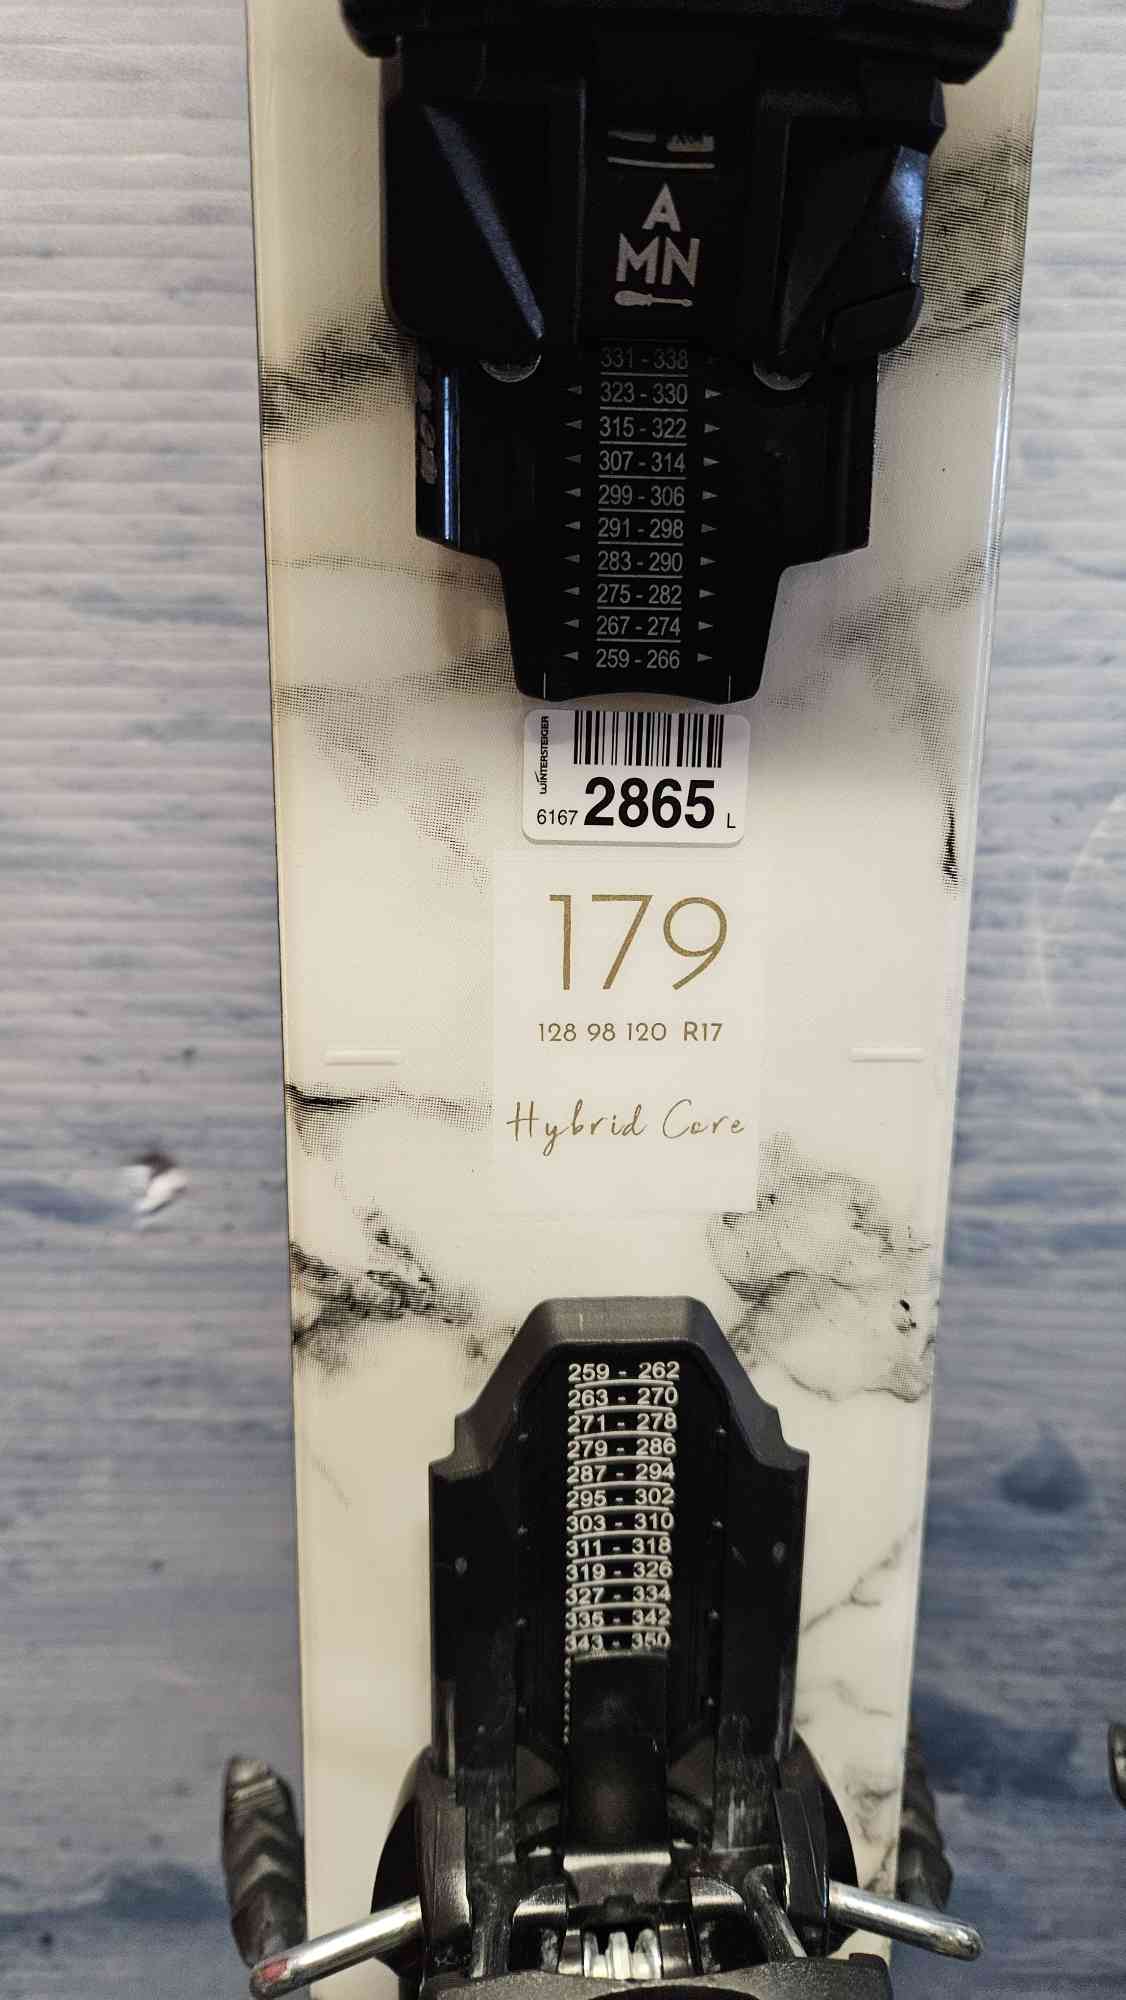 A
MN
331 - 338
323 - 330
315 - 322
307 - 314
299 - 306
291 - 298
283 - 290
275 - 282
267 - 274
259 - 266
WINTERSTEIGER
6167 2865 L
179
128 98 120 R17
Hybrid Core
259 - 262
263 - 270
271 - 278
279 - 286
287 - 294
295 - 302
303 - 310
311 - 318
319 - 326
327 - 334
335 - 342
343 - 350